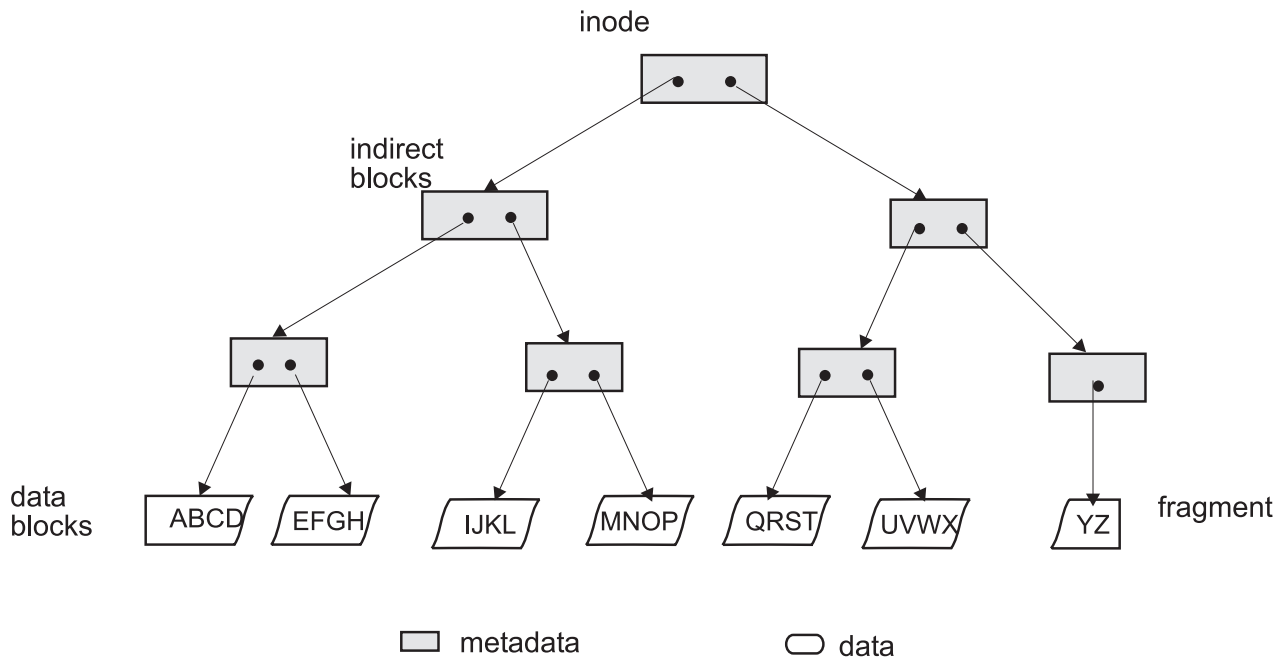 inode
indirect
blocks
data
blocks
ABCD
EFGH
IJKL
MNOP
QRST
UVWX
YZ
fragment
metadata
data